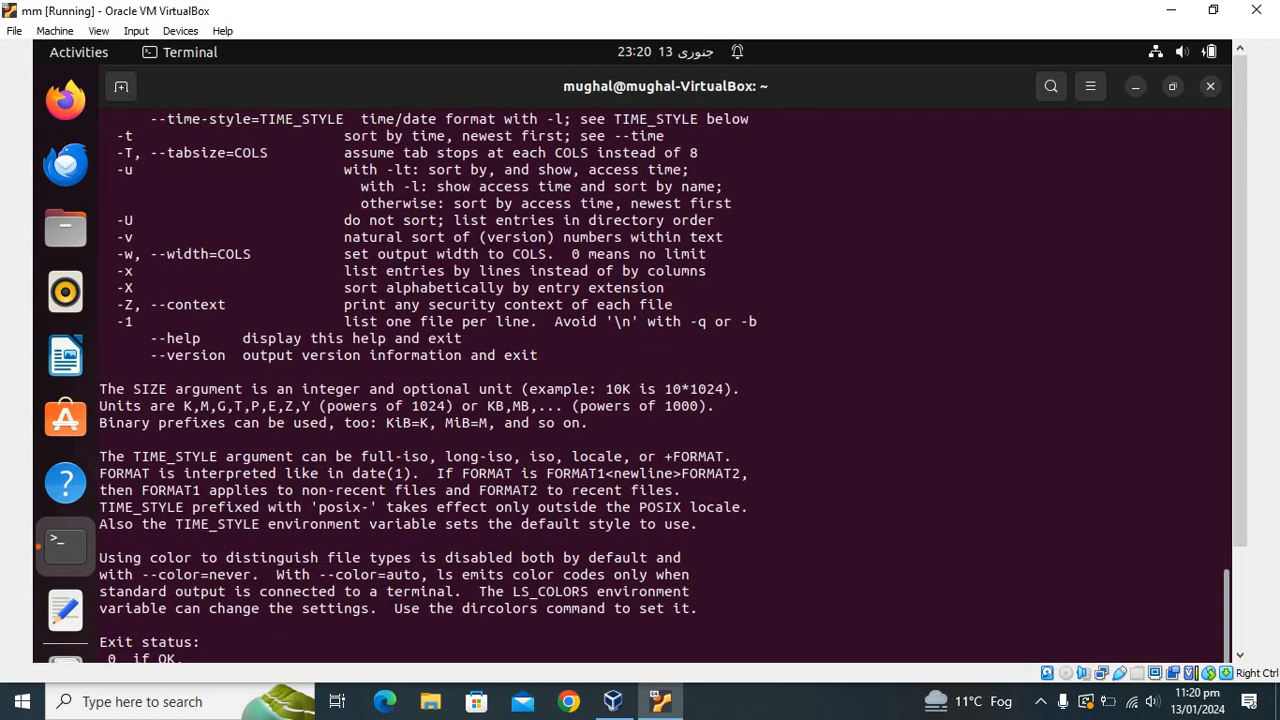 mm [Running] - Oracle VM VirtualBox
File Machine View Input Devices Help
Activities Terminal 23:20 13 جنوری
mughal@mughal-VirtualBox: ~
--time-style=TIME_STYLE time/date format with -l; see TIME_STYLE below
-t sort by time, newest first; see --time
-T, --tabsize=COLS assume tab stops at each COLS instead of 8
-u with -lt: sort by, and show, access time;
with -l: show access time and sort by name;
otherwise: sort by access time, newest first
-U do not sort; list entries in directory order
-v natural sort of (version) numbers within text
-w, --width=COLS set output width to COLS. 0 means no limit
-x list entries by lines instead of by columns
-X sort alphabetically by entry extension
-Z, --context print any security context of each file
-1 list one file per line. Avoid '\n' with -q or -b
--help display this help and exit
--version output version information and exit
The SIZE argument is an integer and optional unit (example: 10K is 10*1024).
Units are K,M,G,T,P,E,Z,Y (powers of 1024) or KB,MB,... (powers of 1000).
Binary prefixes can be used, too: KiB=K, MiB=M, and so on.
The TIME_STYLE argument can be full-iso, long-iso, iso, locale, or +FORMAT.
FORMAT is interpreted like in date(1). If FORMAT is FORMAT1<newline>FORMAT2,
then FORMAT1 applies to non-recent files and FORMAT2 to recent files.
TIME_STYLE prefixed with 'posix-' takes effect only outside the POSIX locale.
Also the TIME_STYLE environment variable sets the default style to use.
Using color to distinguish file types is disabled both by default and
with --color=never. With --color=auto, ls emits color codes only when
standard output is connected to a terminal. The LS_COLORS environment
variable can change the settings. Use the dircolors command to set it.
Exit status:
0 if OK,
Right Ctrl
Type here to search
11°C Fog
11:20 pm
13/01/2024